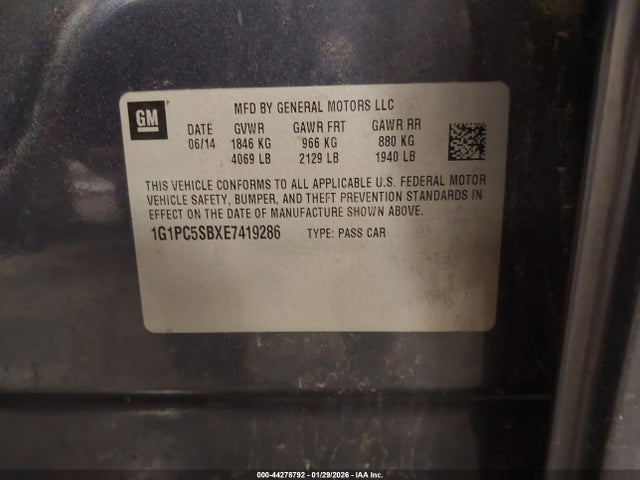 GM
MFD BY GENERAL MOTORS LLC
DATE GVWR GAWR FRT GAWR RR
06/14 1846 KG 966 KG 880 KG
4069 LB 2129 LB 1940 LB
THIS VEHICLE CONFORMS TO ALL APPLICABLE U.S. FEDERAL MOTOR
VEHICLE SAFETY, BUMPER, AND THEFT PREVENTION STANDARDS IN
EFFECT ON THE DATE OF MANUFACTURE SHOWN ABOVE.
1G1PC5SBXE7419286 TYPE: PASS CAR
000-44278792 - 01/29/2026 - IAA Inc.